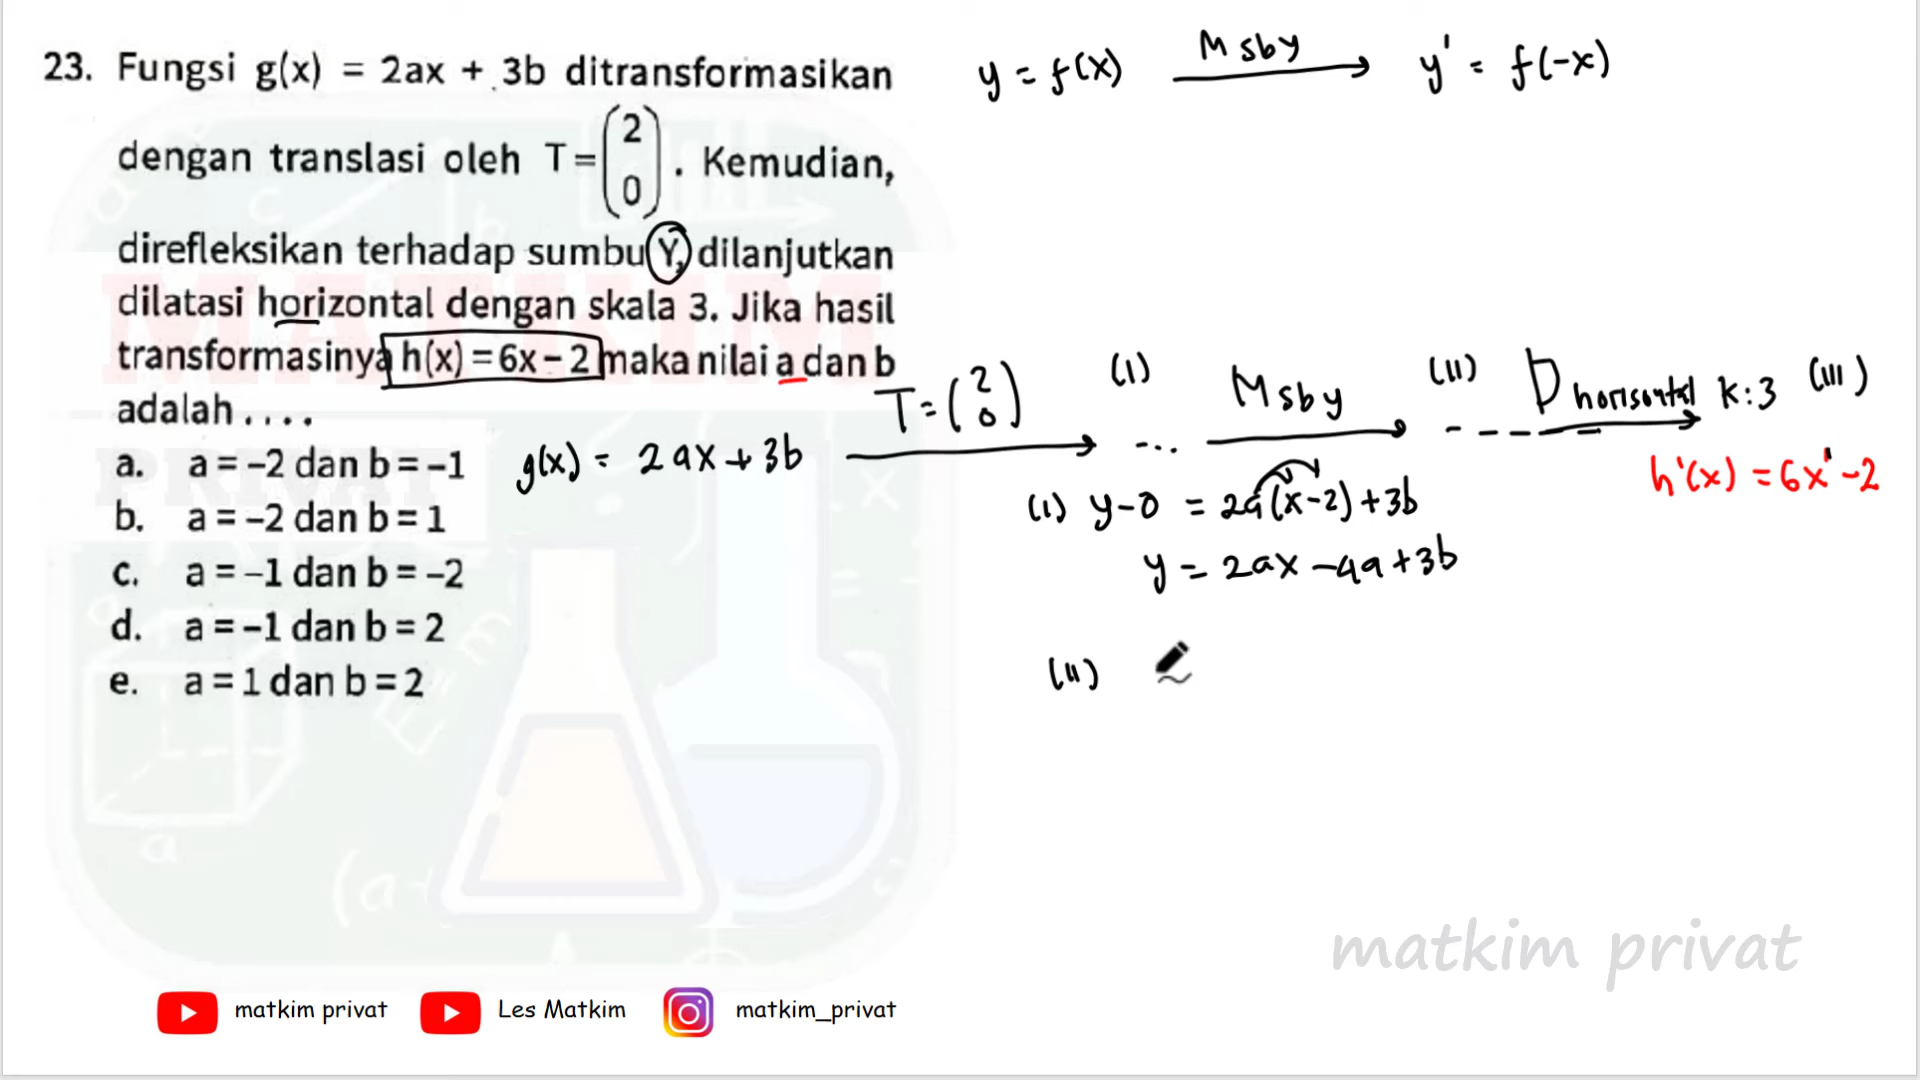 23. Fungsi g(x) = 2ax + 3b ditransformasikan
dengan translasi oleh T = (2 0). Kemudian,
direfleksikan terhadap sumbu Y, dilanjutkan
dilatasi horizontal dengan skala 3. Jika hasil
transformasinya h(x) = 6x – 2 maka nilai a dan b
adalah . . . .
a. a = –2 dan b = –1
b. a = –2 dan b = 1
c. a = –1 dan b = –2
d. a = –1 dan b = 2
e. a = 1 dan b = 2
y = f(x) M sby y' = f(-x)
g(x) = 2ax + 3b T = (2 0) (I) ... M sby (II) ----- D horisontal k:3 (III)
h'(x) = 6x' - 2
(I) y-0 = 2a(x-2)+3b
y = 2ax -4a+3b
(II)
MATKIM
PRIVAT
matkim privat
matkim privat Les Matkim matkim_privat